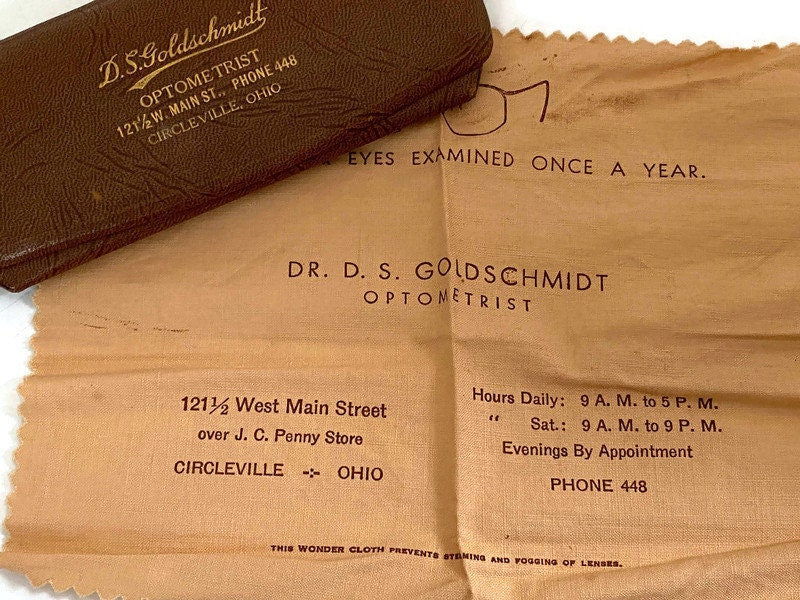 D. S. Goldschmidt
OPTOMETRIST
121½ W. MAIN ST., PHONE 448
CIRCLEVILLE, OHIO
EYES EXAMINED ONCE A YEAR.
DR. D. S. GOLDSCHMIDT
OPTOMETRIST
121½ West Main Street
over J. C. Penny Store
CIRCLEVILLE -:- OHIO
Hours Daily: 9 A. M. to 5 P. M.
" Sat.: 9 A. M. to 9 P. M.
Evenings By Appointment
PHONE 448
THIS WONDER CLOTH PREVENTS STEAMING AND FOGGING OF LENSES.